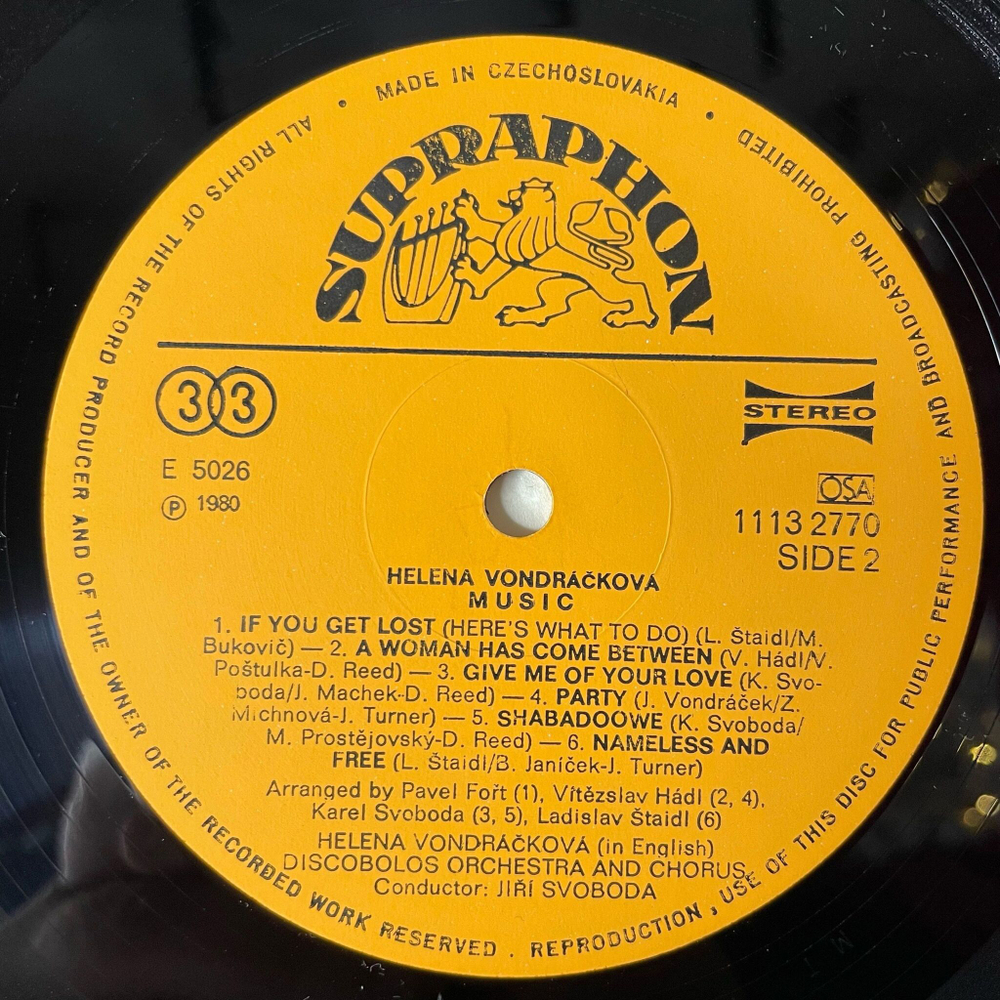 MADE IN CZECHOSLOVAKIA
SUPRAPHON
33
STEREO
E 5026
Ⓟ 1980
OSA
1113 2770
SIDE 2
HELENA VONDRÁČKOVÁ
MUSIC
1. IF YOU GET LOST (HERE'S WHAT TO DO) (L. Štaidl/M.
Bukovič) — 2. A WOMAN HAS COME BETWEEN (V. Hádl/V.
Poštulka-D. Reed) — 3. GIVE ME OF YOUR LOVE (K. Svo-
boda/J. Machek-D. Reed) — 4. PARTY (J. Vondráček/Z.
Michnová-J. Turner) — 5. SHABADOOWE (K. Svoboda/
M. Prostějovský-D. Reed) — 6. NAMELESS AND
FREE (L. Štaidl/B. Janíček-J. Turner)
Arranged by Pavel Fořt (1), Vítězslav Hádl (2, 4),
Karel Svoboda (3, 5), Ladislav Štaidl (6)
HELENA VONDRÁČKOVÁ (in English)
DISCOBOLOS ORCHESTRA AND CHORUS
Conductor: JIŘÍ SVOBODA
ALL RIGHTS OF THE RECORD PRODUCER AND OF THE OWNER OF THE RECORDED WORK RESERVED . REPRODUCTION, USE OF THIS DISC FOR PUBLIC PERFORMANCE AND BROADCASTING PROHIBITED